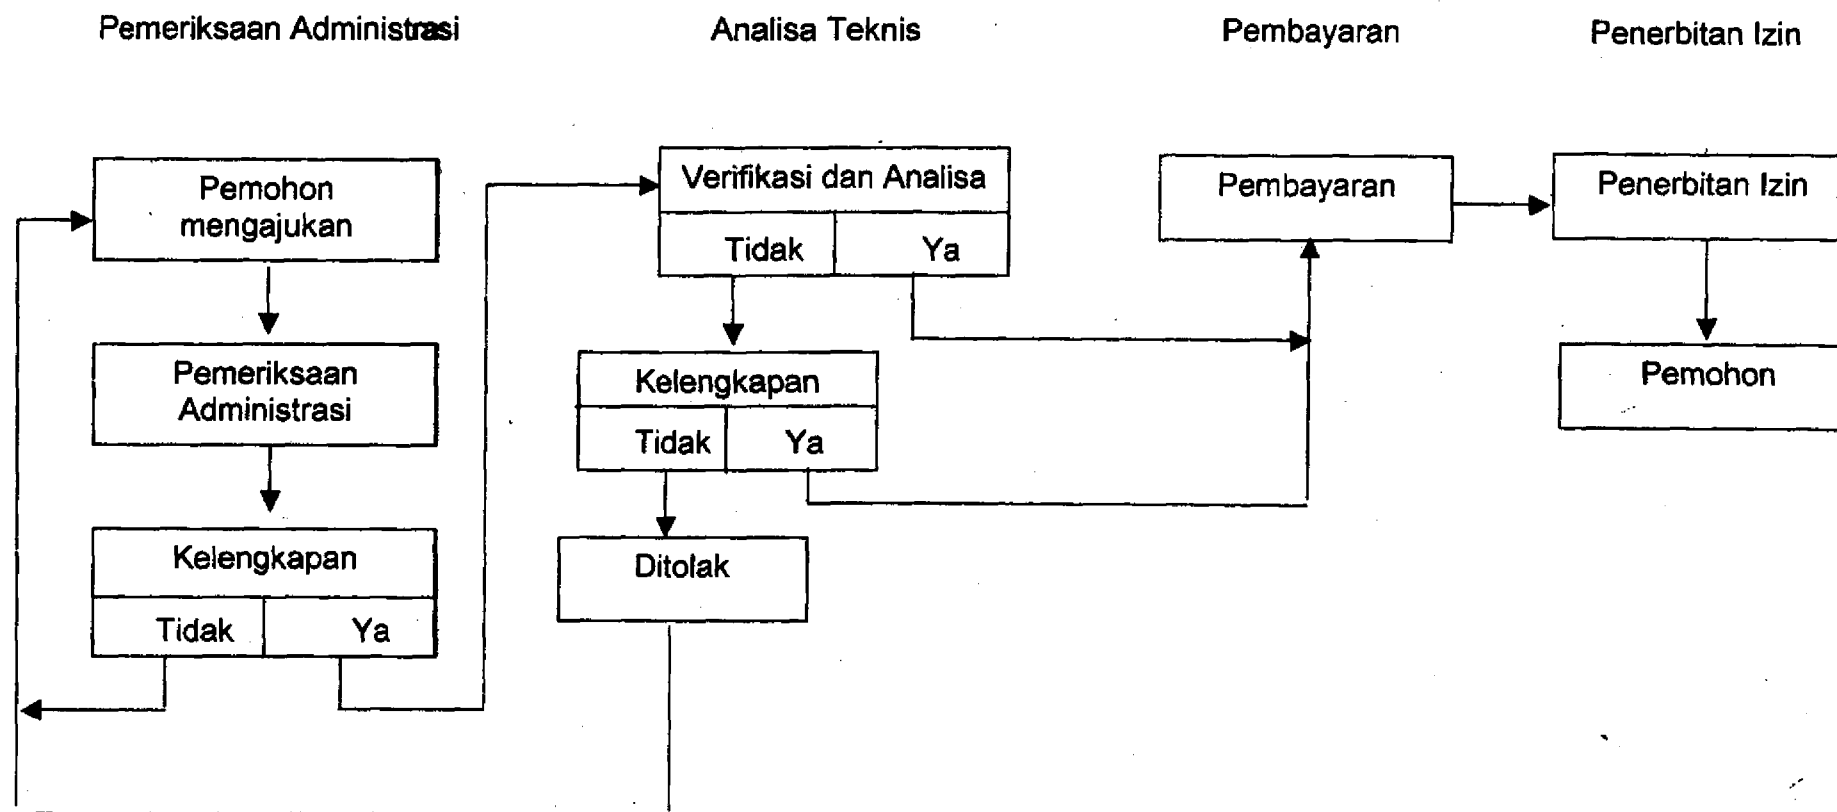 Pemeriksaan Administrasi
Analisa Teknis
Pembayaran
Penerbitan Izin
Pemohon
mengajukan
Pemeriksaan
Administrasi
Kelengkapan
Tidak
Ya
Verifikasi dan Analisa
Tidak
Ya
Kelengkapan
Tidak
Ya
Ditolak
Pembayaran
Penerbitan Izin
Pemohon